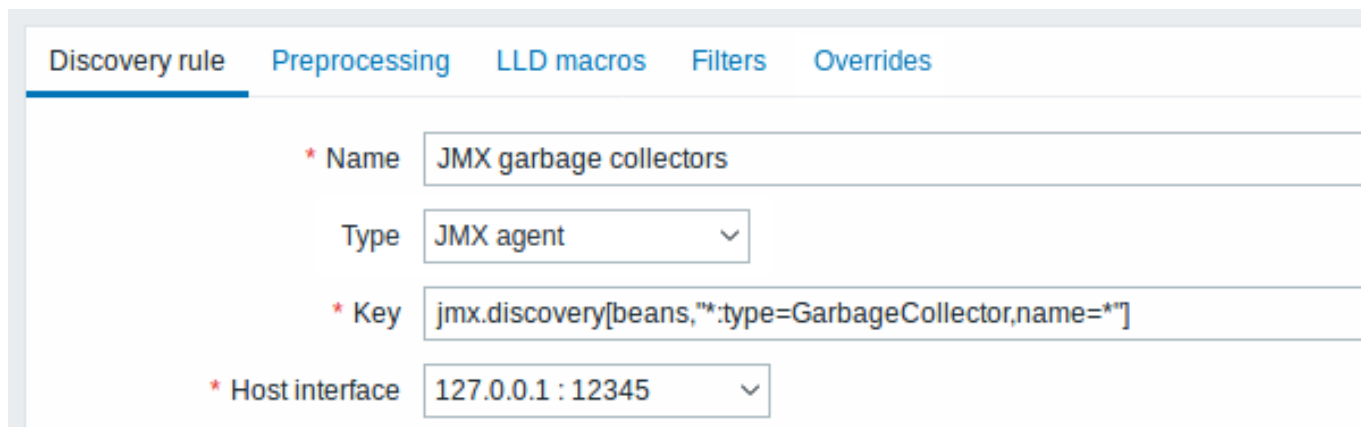 Discovery rule Preprocessing LLD macros Filters Overrides
* Name JMX garbage collectors
Type JMX agent
* Key jmx.discovery[beans,"*:type=GarbageCollector,name=*"]
* Host interface 127.0.0.1 : 12345